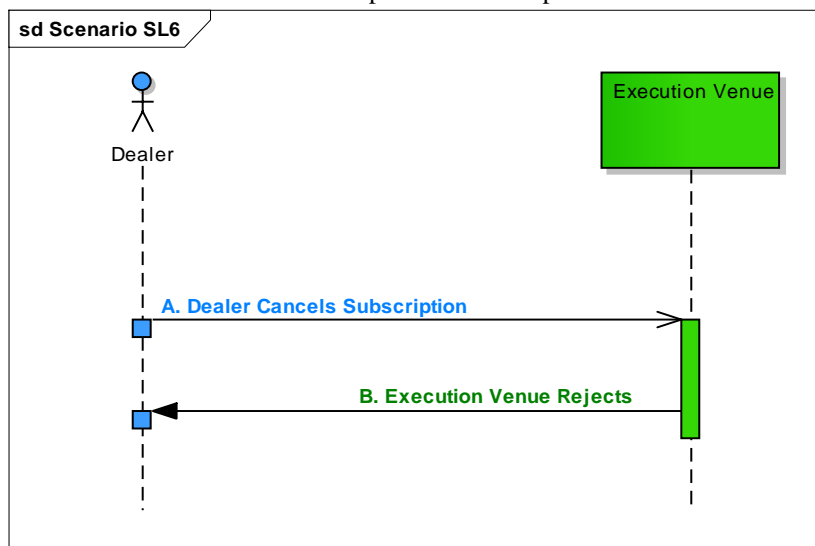 sd Scenario SL6
Execution Venue
Dealer
A. Dealer Cancels Subscription
B. Execution Venue Rejects